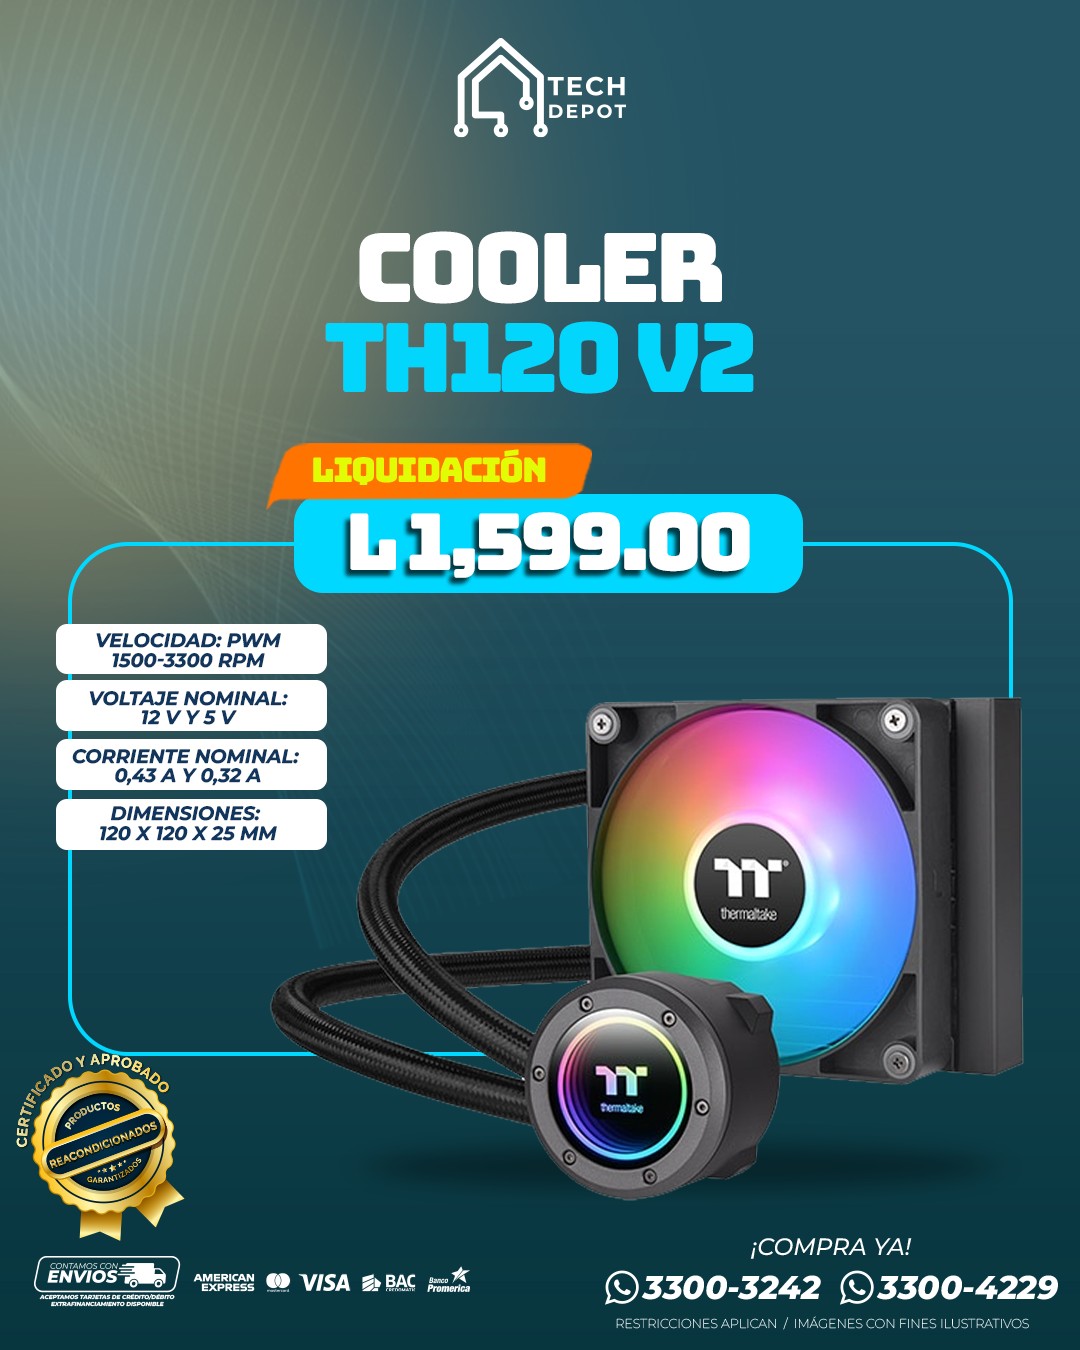 TECH
DEPOT
COOLER
TH120 V2
LIQUIDACIÓN
L 1,599.00
VELOCIDAD: PWM
1500-3300 RPM
VOLTAJE NOMINAL:
12 V Y 5 V
CORRIENTE NOMINAL:
0,43 A Y 0,32 A
DIMENSIONES:
120 X 120 X 25 MM
thermaltake
thermaltake
CERTIFICADO Y APROBADO
PRODUCTOS
REACONDICIONADOS
GARANTIZADOS
CONTAMOS CON
ENVIOS
ACEPTAMOS TARJETAS DE CRÉDITO/DÉBITO
EXTRAFINANCIAMIENTO DISPONIBLE
AMERICAN
EXPRESS
mastercard
VISA
BAC
CREDOMATIC
Banco
Promerica
¡COMPRA YA!
3300-3242 3300-4229
RESTRICCIONES APLICAN / IMÁGENES CON FINES ILUSTRATIVOS